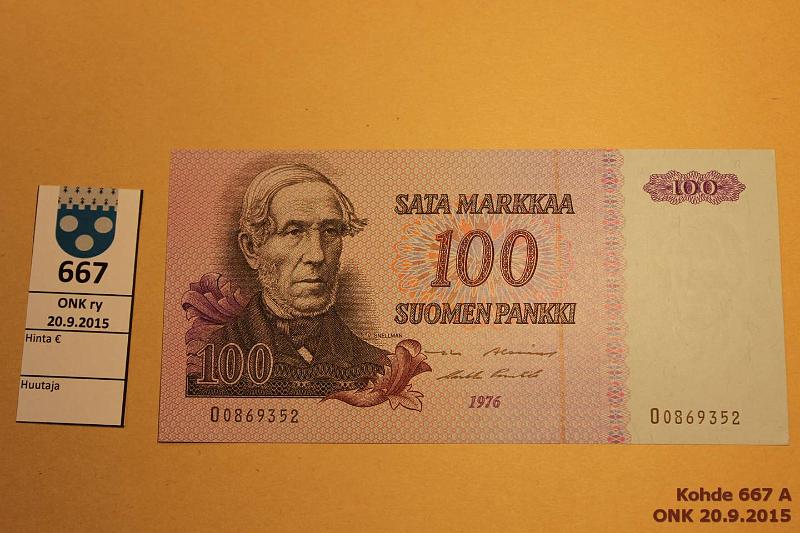 667
ONK ry
20.9.2015
Hinta €
Huutaja
SATA MARKKAA
100
SUOMEN PANKKI
SNELLMAN
100
1976
O0869352
100
O0869352
Kohde 667 A
ONK 20.9.2015